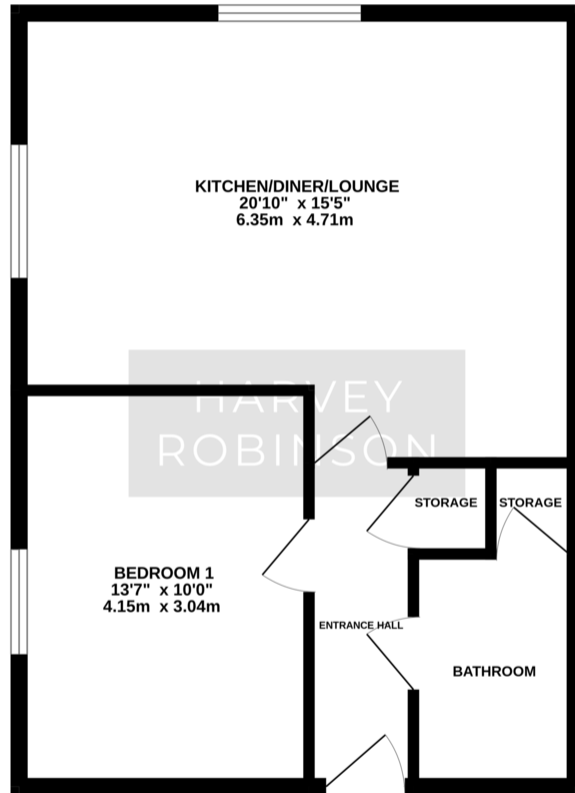 KITCHEN/DINER/LOUNGE
20'10" x 15'5"
6.35m x 4.71m
HARVEY
ROBINSON
STORAGE
STORAGE
BEDROOM 1
13'7" x 10'0"
4.15m x 3.04m
ENTRANCE HALL
BATHROOM